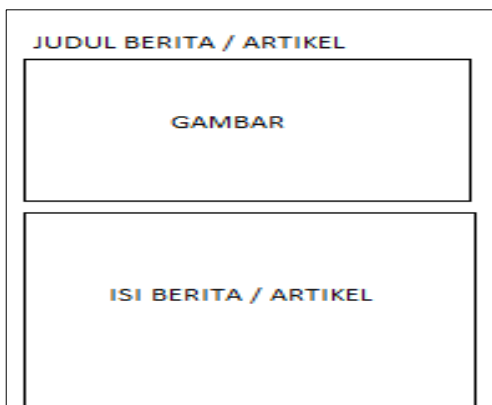 JUDUL BERITA / ARTIKEL
GAMBAR
ISI BERITA / ARTIKEL